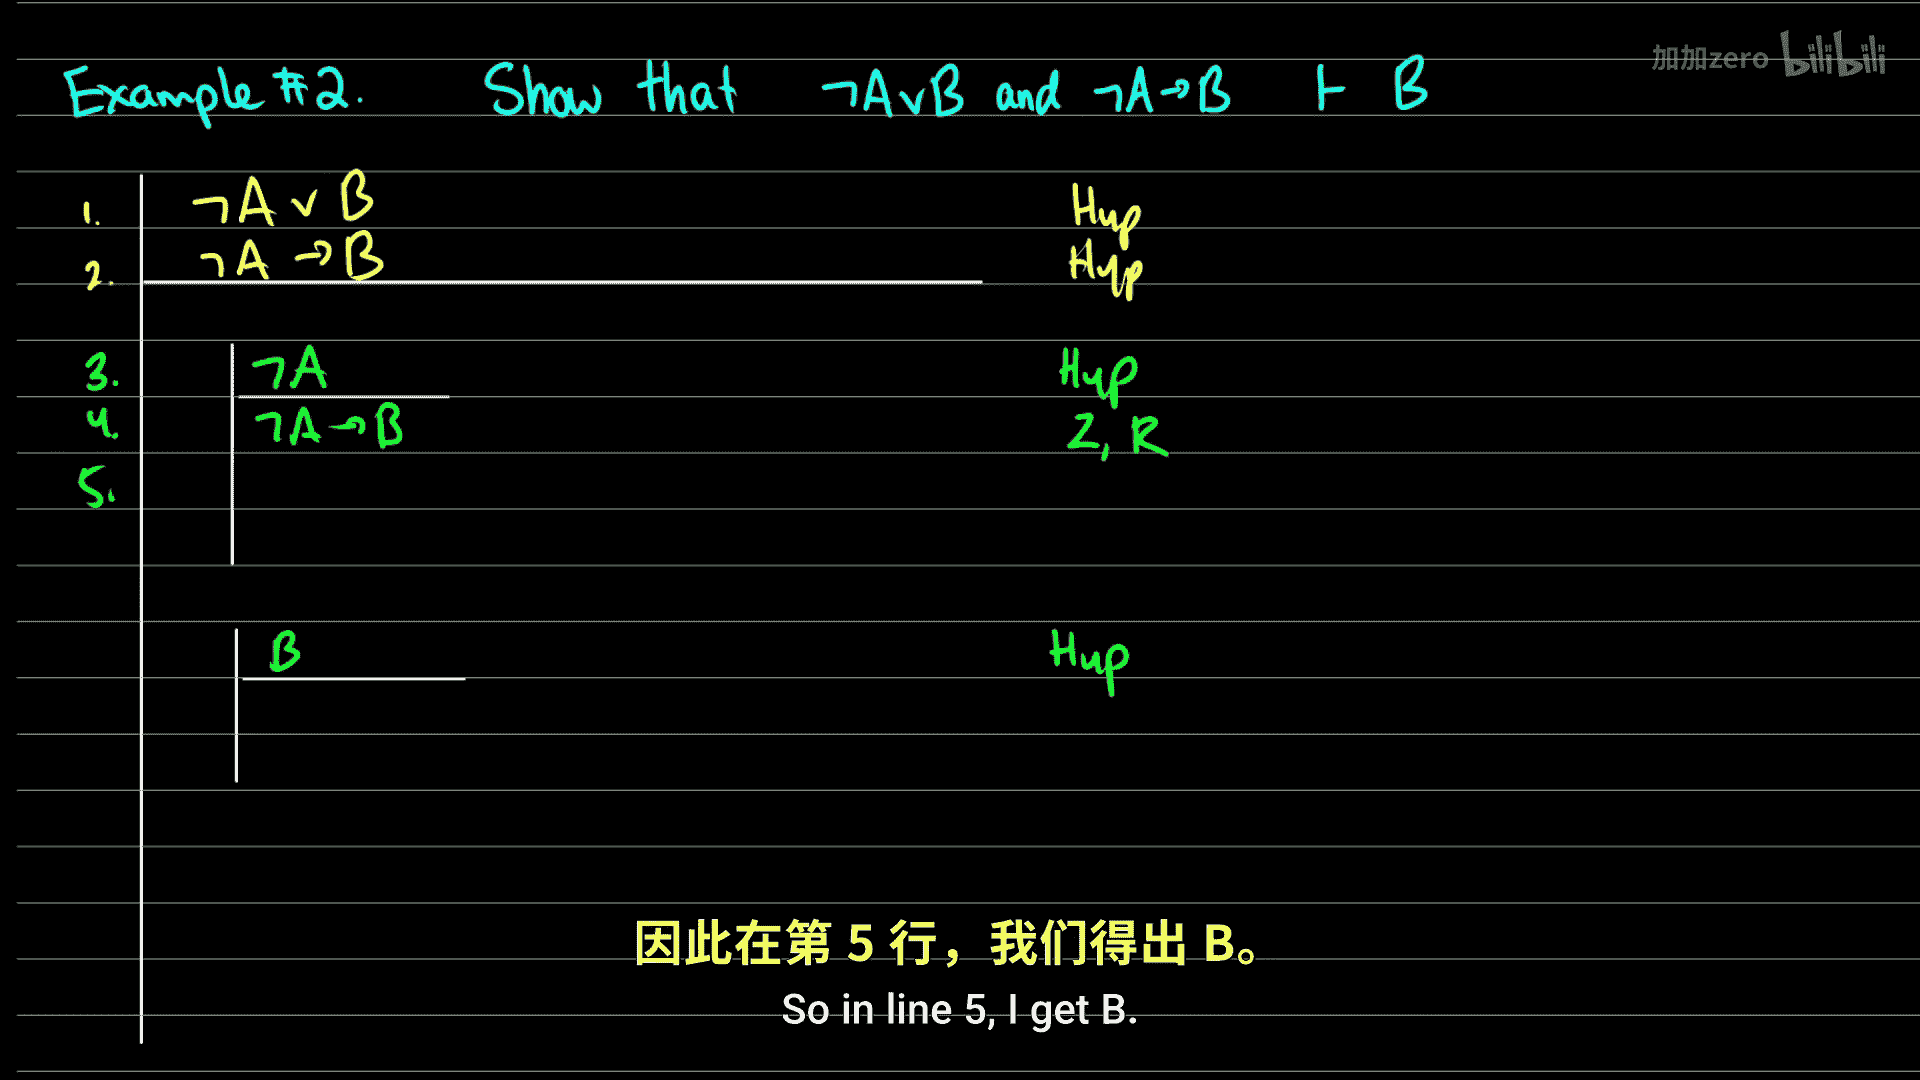 加加zero bilibili
Example #2. Show that ¬A∨B and ¬A→B ⊢ B
1. ¬A ∨ B Hyp
2. ¬A → B Hyp
3. ¬A Hyp
4. ¬A→B 2, R
5.
B Hyp
因此在第 5 行，我们得出 B。
So in line 5, I get B.